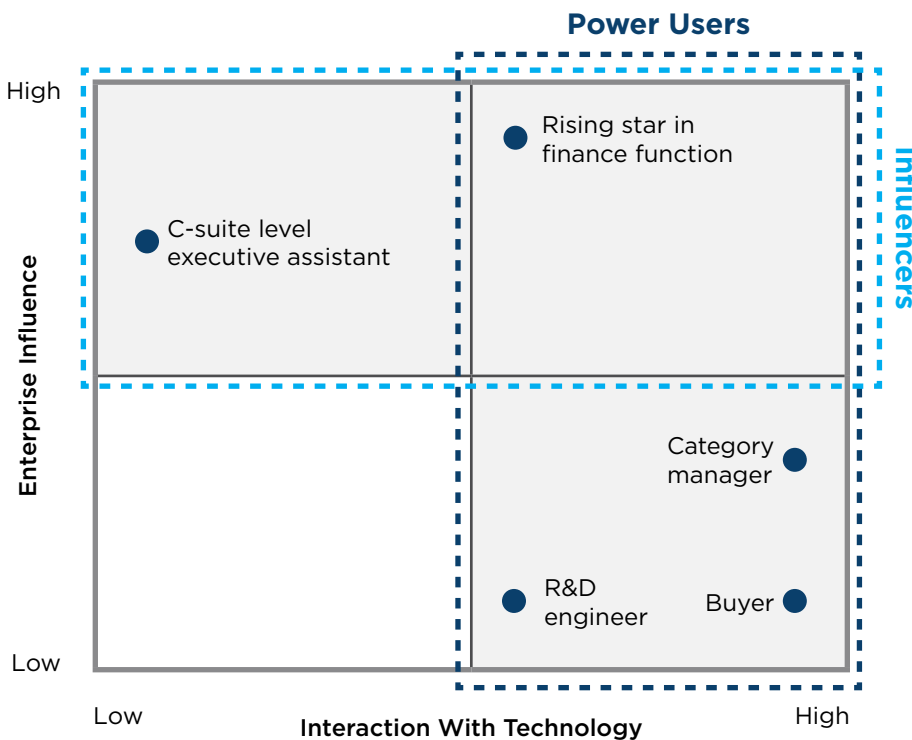 Power Users
High
Rising star in
finance function
Influencers
C-suite level
executive assistant
Enterprise Influence
Category
manager
R&D
engineer
Buyer
Low
Low
Interaction With Technology
High